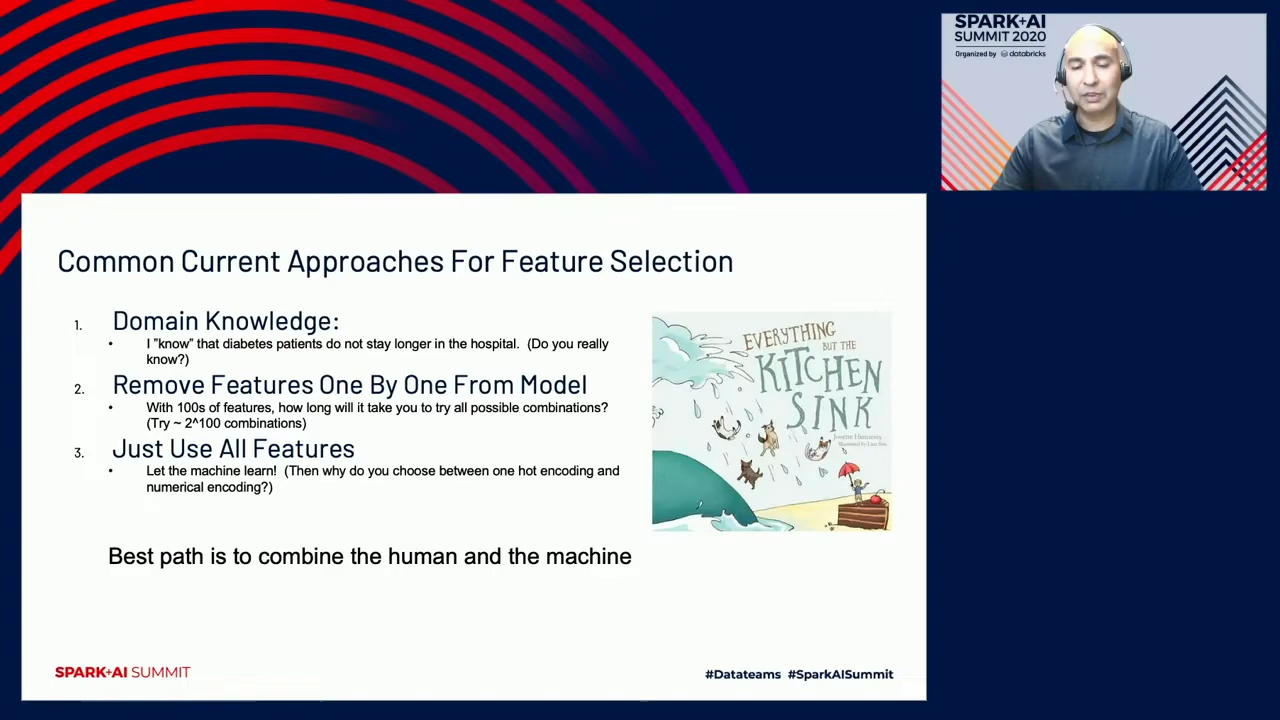 SPARK+AI
SUMMIT 2020
Organized by databricks
Common Current Approaches For Feature Selection
1. Domain Knowledge:
• I "know" that diabetes patients do not stay longer in the hospital. (Do you really
know?)
2. Remove Features One By One From Model
• With 100s of features, how long will it take you to try all possible combinations?
(Try ~ 2^100 combinations)
3. Just Use All Features
• Let the machine learn! (Then why do you choose between one hot encoding and
numerical encoding?)
EVERYTHING
BUT THE
KITCHEN
SINK
Best path is to combine the human and the machine
SPARK+AI SUMMIT
#Datateams #SparkAISummit